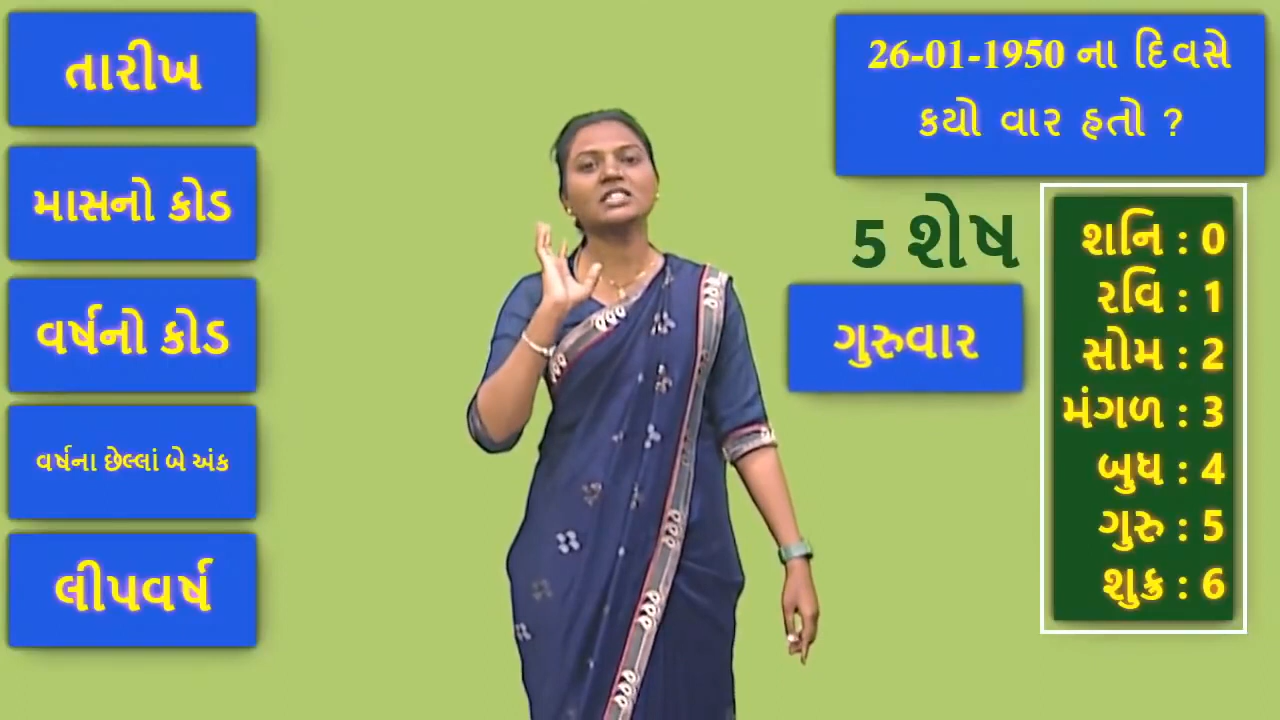 તારીખ
માસનો કોડ
વર્ષનો કોડ
વર્ષના છેલ્લાં બે અંક
લીપવર્ષ
26-01-1950 ના દિવસે
કયો વાર હતો ?
5 શેષ
ગુરુવાર
શનિ : 0
રવિ : 1
સોમ : 2
મંગળ : 3
બુધ : 4
ગુરુ : 5
શુક્ર : 6